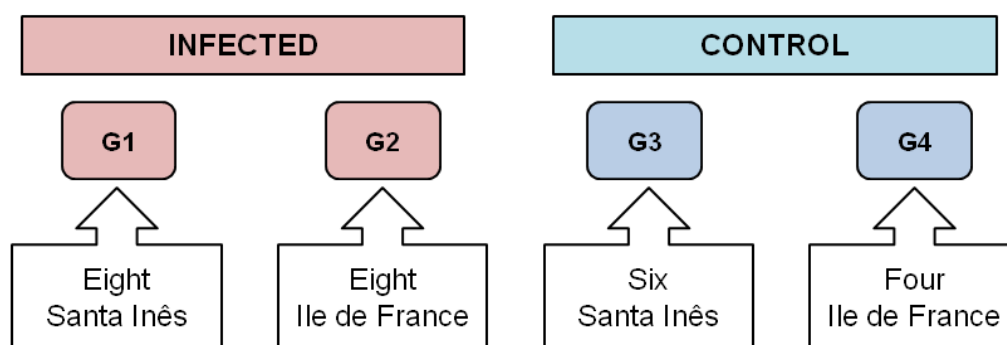 INFECTED
CONTROL
G1
G2
G3
G4
Eight
Santa Inês
Eight
Ile de France
Six
Santa Inês
Four
Ile de France